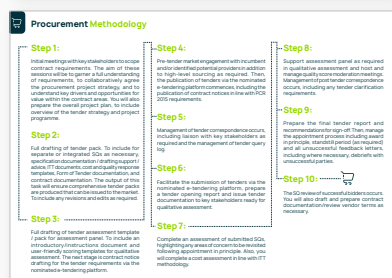 Procurement Methodology
Step 1:
Initial meetings with key stakeholders to scope
contract requirements. The aim of these
sessions will be to garner a full understanding
of requirements, to collaboratively agree
the procurement project strategy, and to
understand key drivers and opportunities for
value within the contract areas. You will also
prepare the overall project plan, to include
overview of the tender strategy and project
programme.
Step 2:
Full drafting of tender pack. To include for
separate or integrated SQs as necessary,
specification documentation / drafting support /
advice, ITT documents, cost and quality response
templates, Form of Tender documentation, and
contract documentation. The output of this
task will ensure comprehensive tender packs
are produced that can be issued to the market.
To include any revisions and edits as required.
Step 3:
Full drafting of tender assessment template
/ pack for assessment panel. To include an
introductory/instructions document and
user-friendly scoring templates for qualitative
assessment. The next stage is contract notice
drafting for the tender requirements via the
nominated e-tendering platform.
Step 4:
Pre-tender market engagement with incumbent
and/or identified potential providers in addition
to high-level sourcing as required. Then,
the publication of tenders via the nominated
e-tendering platform commences, including the
publication of contract notices in line with PCR
2015 requirements.
Step 5:
Management of tender correspondence occurs,
including liaison with key stakeholders as
required and the management of tender query
log.
Step 6:
Facilitate the submission of tenders via the
nominated e-tendering platform, prepare
a tender opening report and issue tender
documentation to key stakeholders ready for
qualitative assessment.
Step 7:
Complete an assessment of submitted SQs,
highlighting any areas of concern to be revisited
following appointment in principle. Also, you
will complete a cost assessment in line with ITT
methodology.
Step 8:
Support assessment panel as required
in qualitative assessment and host and
manage quality score moderation meetings.
Management of post tender correspondence
occurs, including any tender clarification
requirements.
Step 9:
Prepare the final tender report and
recommendations for sign-off. Then, manage
the appointment process including award
in principle, standstill period (as required)
and all unsuccessful feedback letters,
including where necessary, debriefs with
unsuccessful parties.
Step 10:
The SQ review of successful bidders occurs.
You will also draft and prepare contract
documentation/review vendor terms as
necessary.